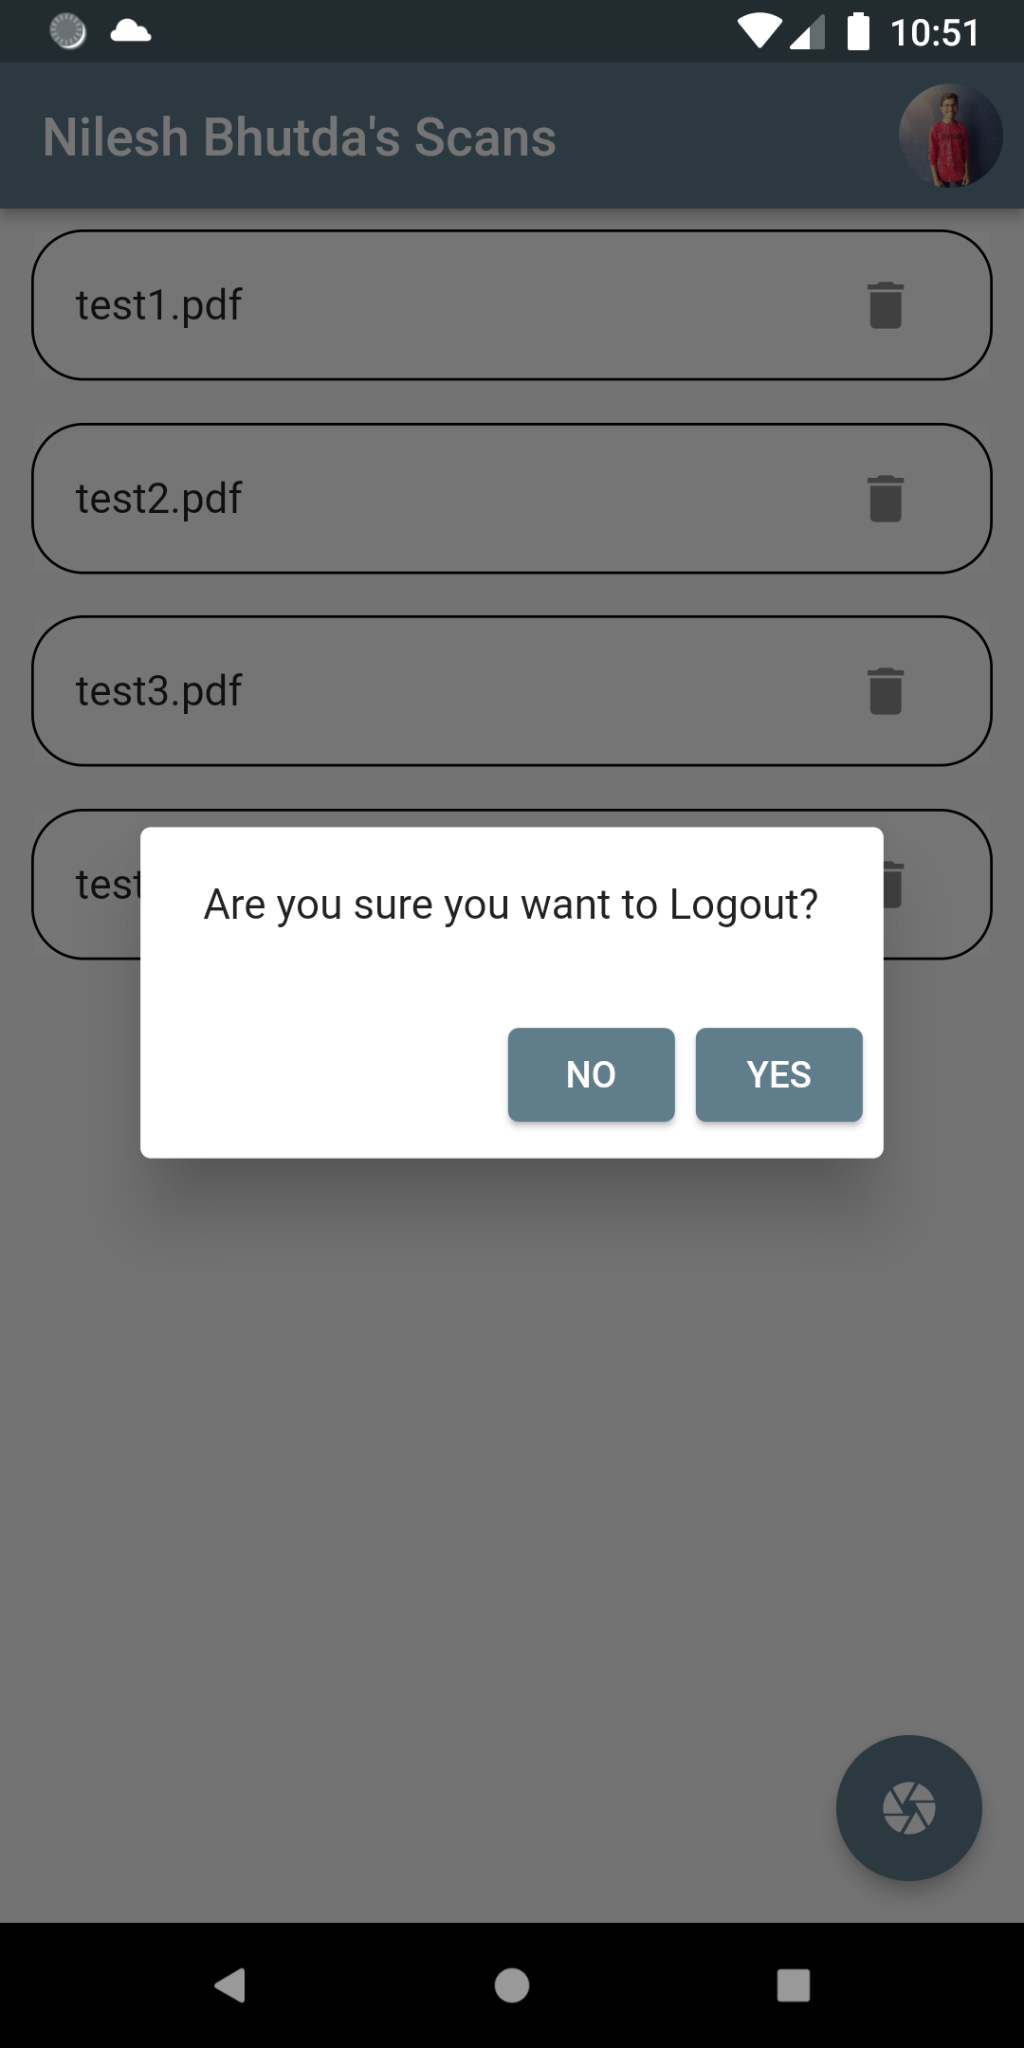 10:51
Nilesh Bhutda's Scans
test1.pdf
test2.pdf
test3.pdf
test
Are you sure you want to Logout?
NO YES